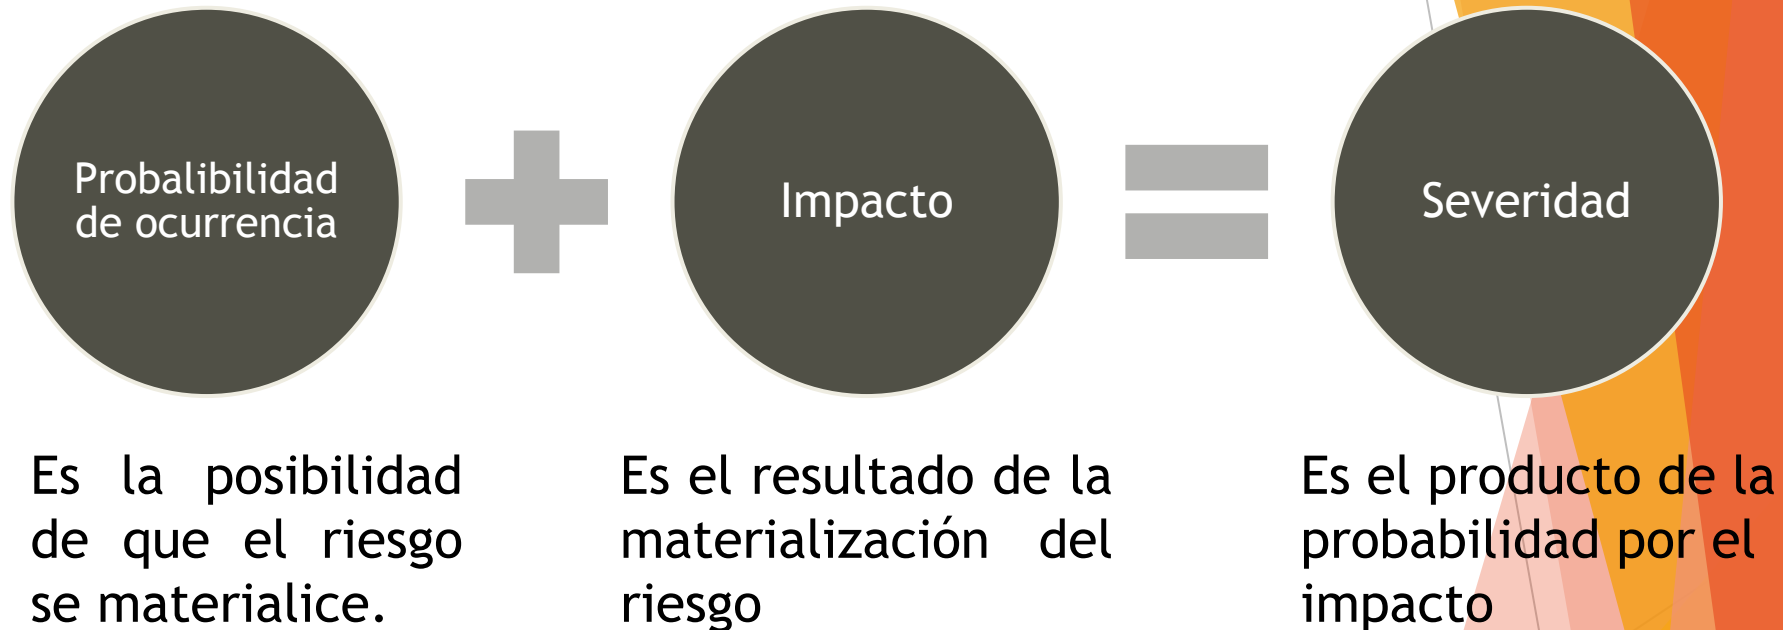 Probalibilidad
de ocurrencia
Impacto
Severidad
Es la posibilidad
de que el riesgo
se materialice.
Es el resultado de la
materialización del
riesgo
Es el producto de la
probabilidad por el
impacto